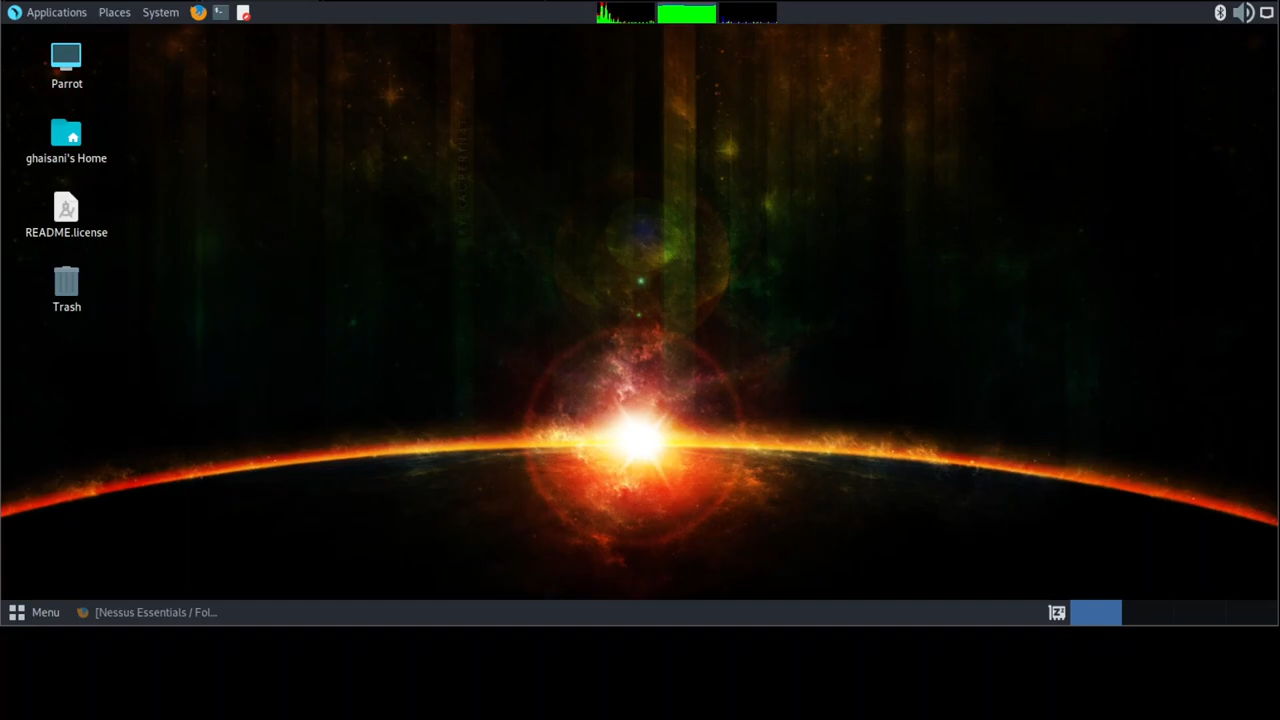 Applications Places System
Parrot
ghaisani's Home
README.license
Trash
Menu [Nessus Essentials / Fol...